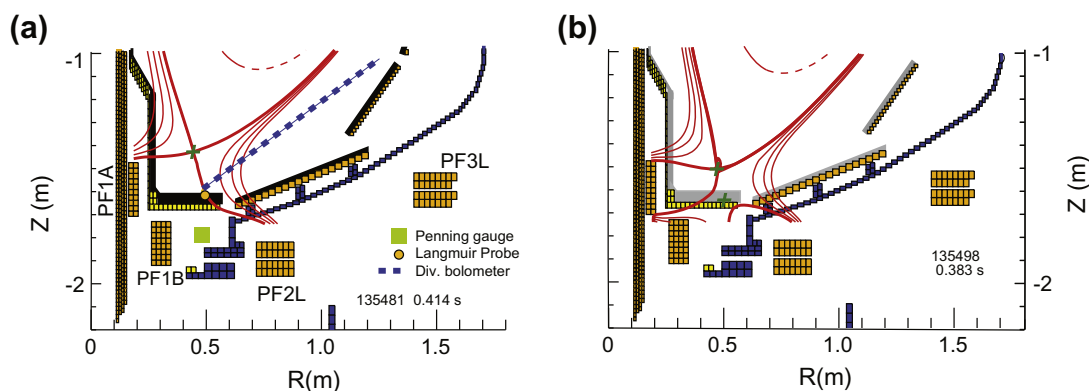 (a)
(b)
-1
-2
Z (m)
PF1A
PF1B
PF2L
PF3L
Penning gauge
Langmuir Probe
Div. bolometer
135481 0.414 s
0
0.5
1.0
1.5
R(m)
135498
0.383 s
0
0.5
1.0
1.5
R(m)
-1
-2
Z (m)